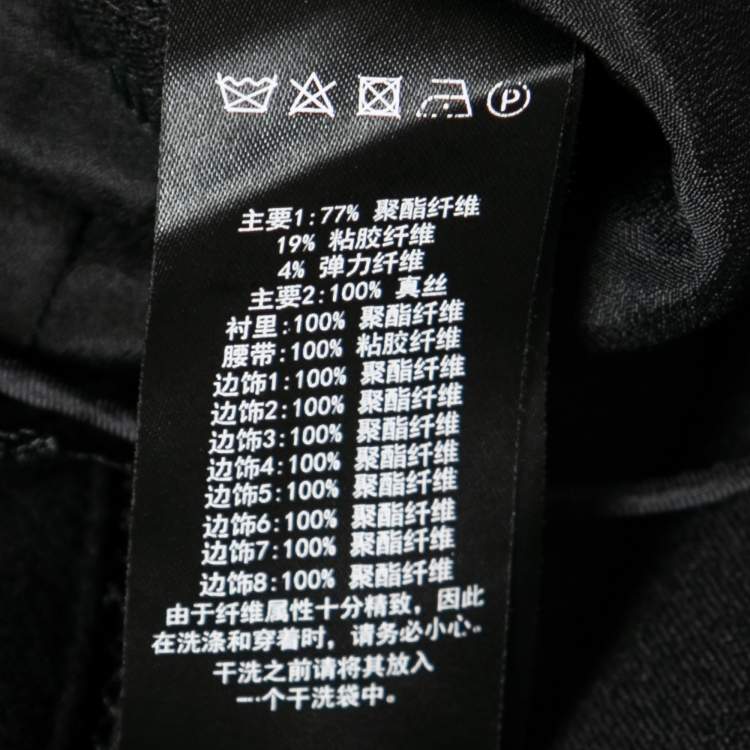 P
主要1:77% 聚酯纤维
19% 粘胶纤维
4% 弹力纤维
主要2:100% 真丝
衬里:100% 聚酯纤维
腰带:100% 粘胶纤维
边饰1:100% 聚酯纤维
边饰2:100% 聚酯纤维
边饰3:100% 聚酯纤维
边饰4:100% 聚酯纤维
边饰5:100% 聚酯纤维
边饰6:100% 聚酯纤维
边饰7:100% 聚酯纤维
边饰8:100% 聚酯纤维
由于纤维属性十分精致，因此
在洗涤和穿着时，请务必小心。
干洗之前请将其放入
一个干洗袋中。